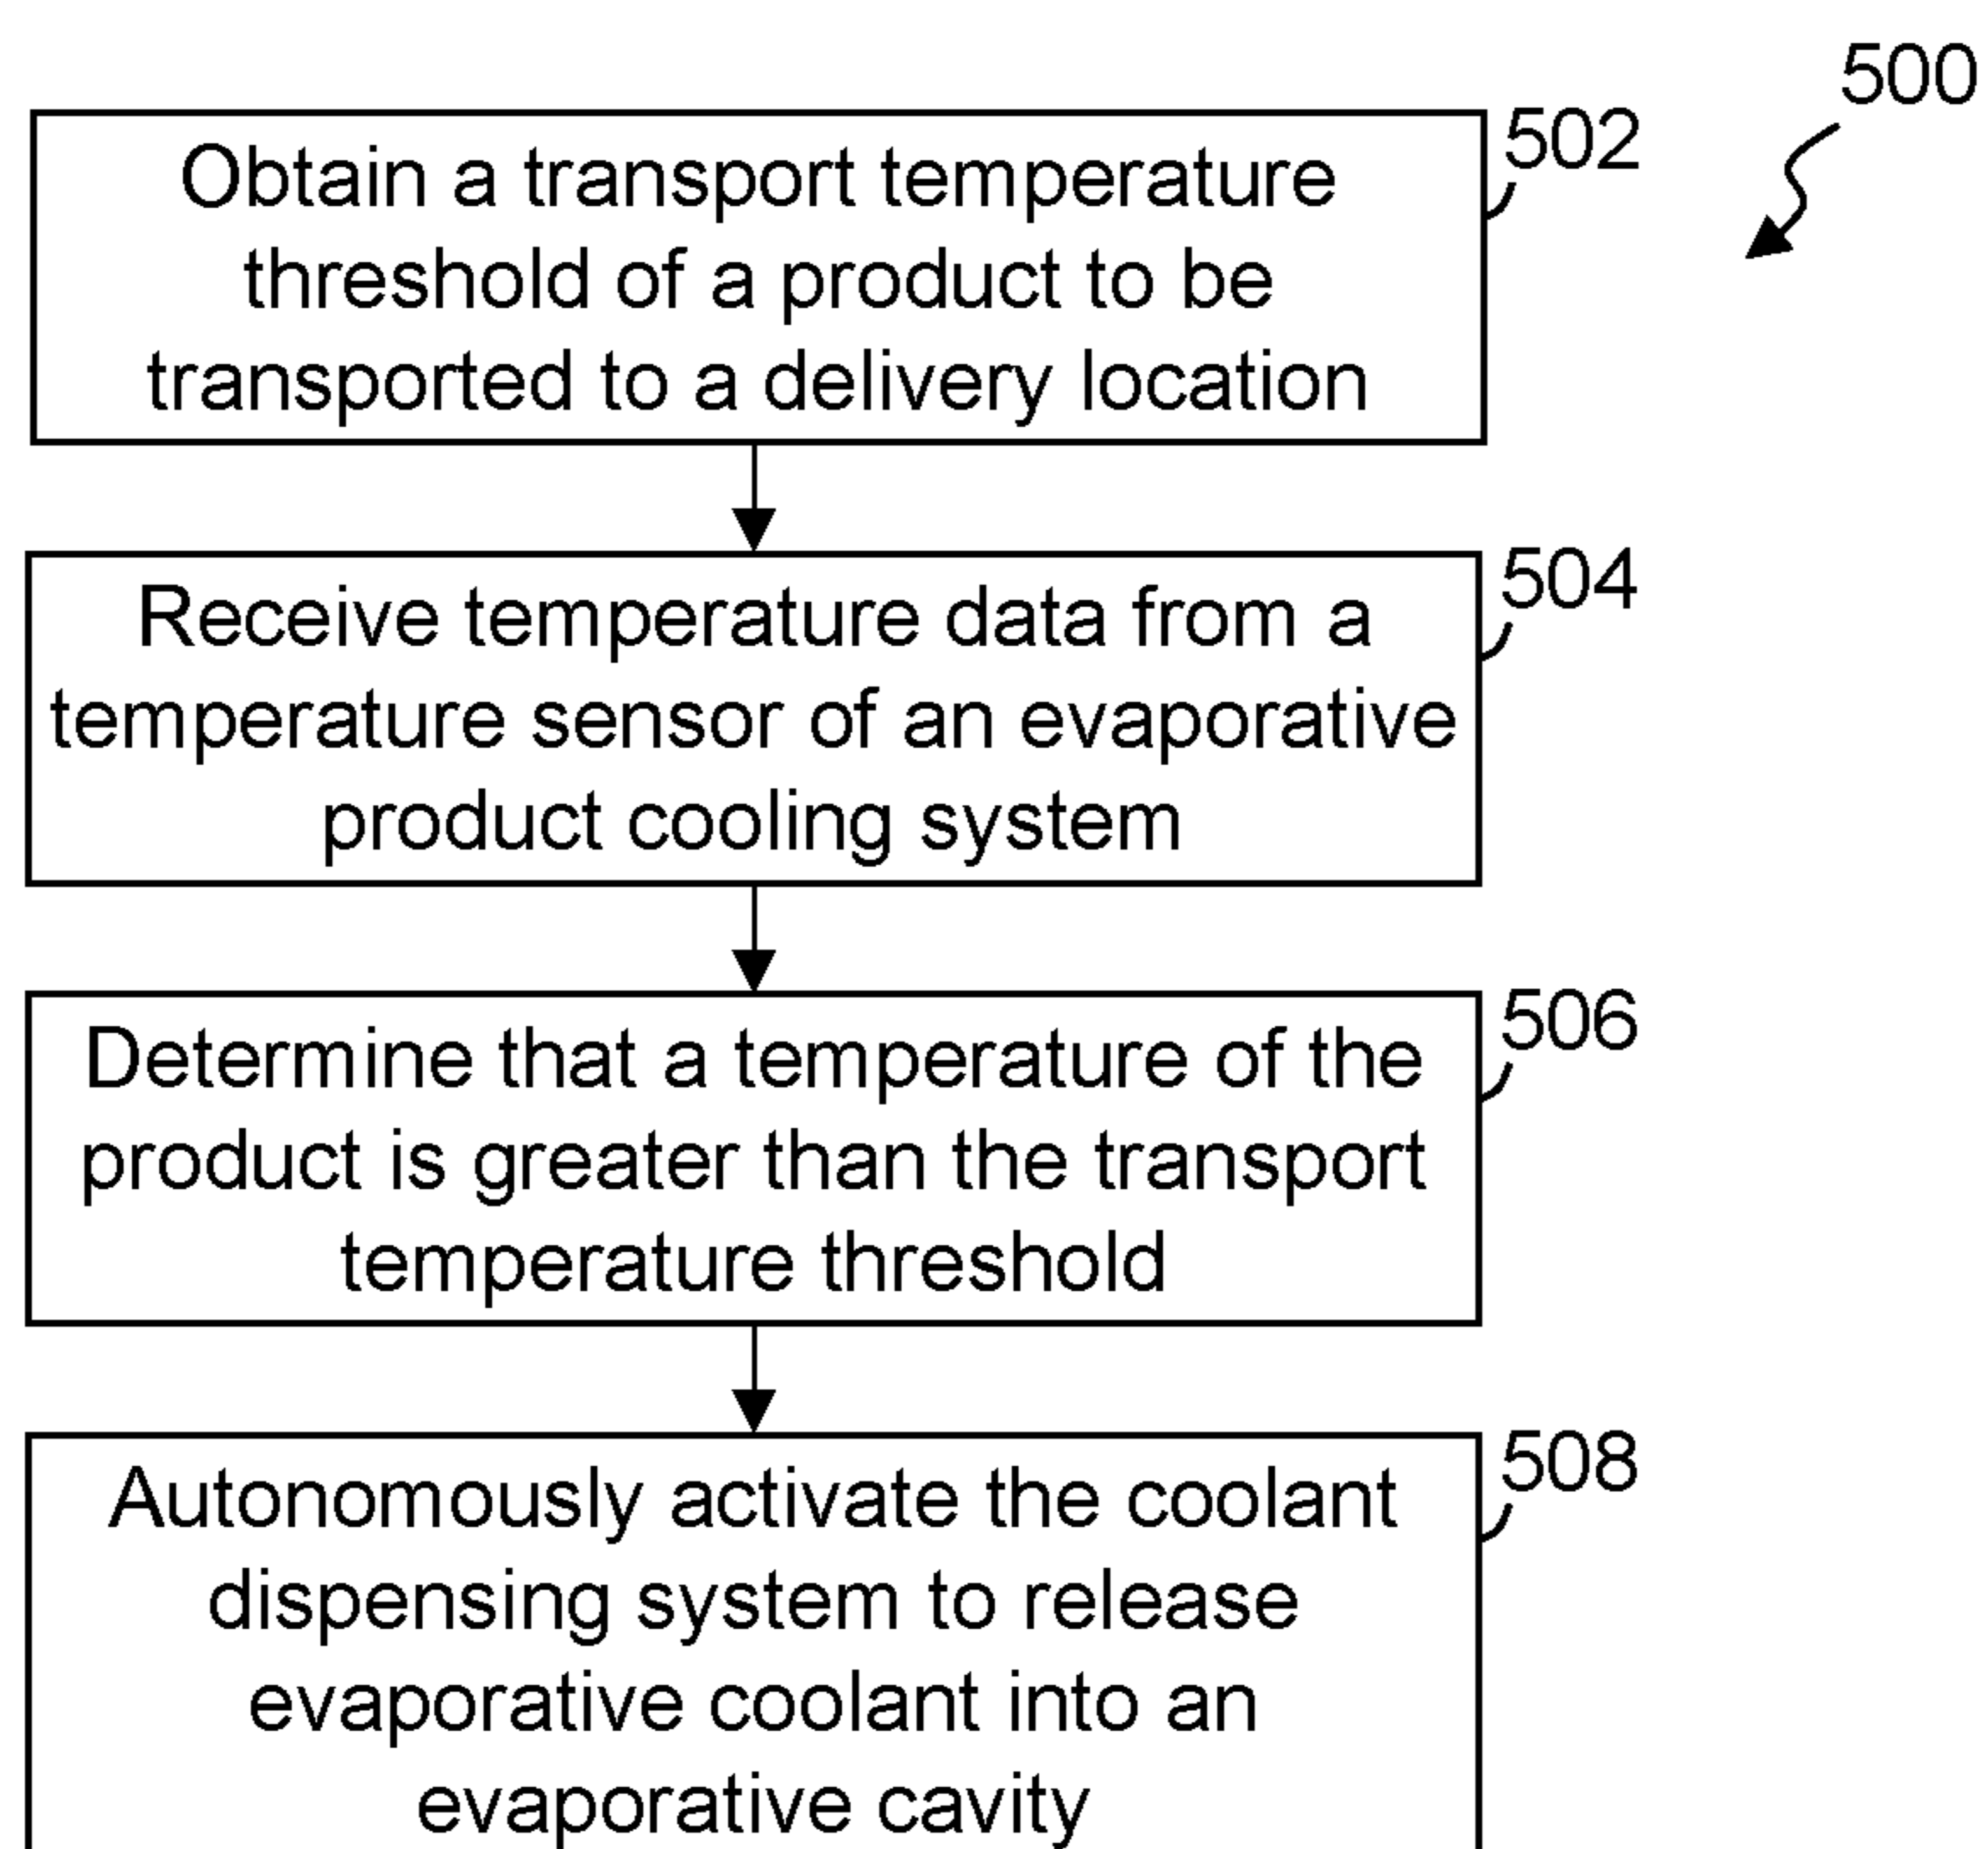 500
502
Obtain a transport temperature
threshold of a product to be
transported to a delivery location
504
Receive temperature data from a
temperature sensor of an evaporative
product cooling system
506
Determine that a temperature of the
product is greater than the transport
temperature threshold
508
Autonomously activate the coolant
dispensing system to release
evaporative coolant into an
evaporative cavity